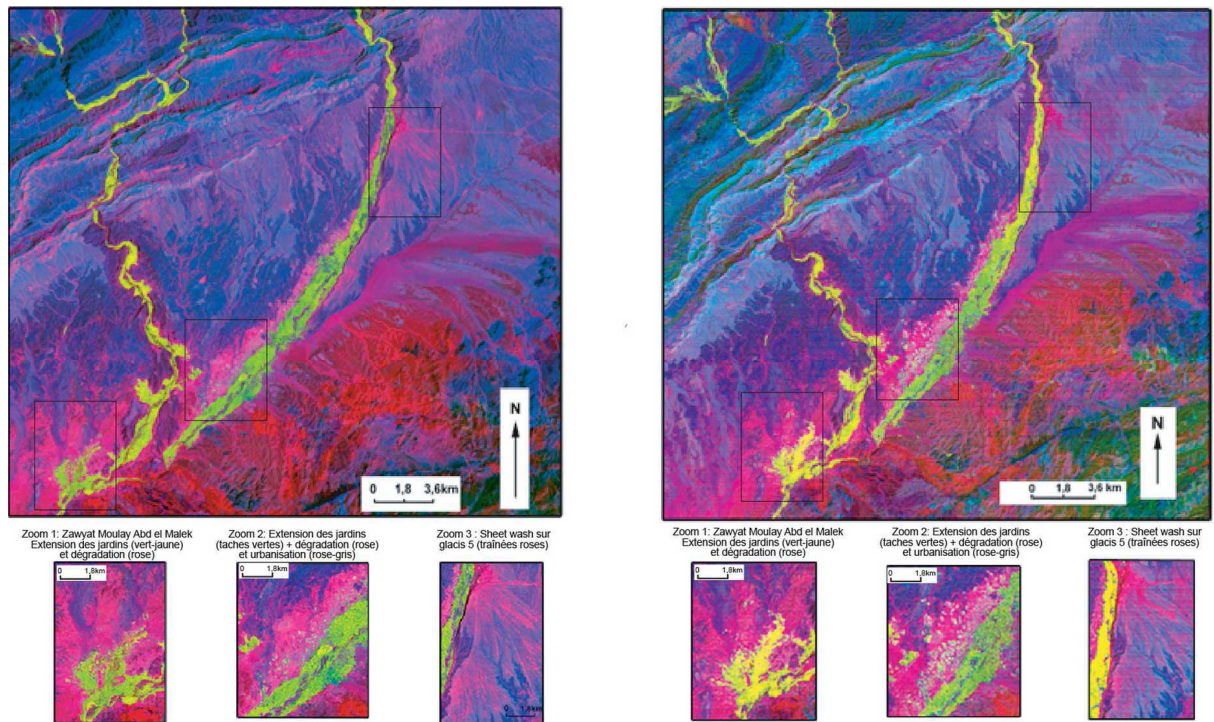 N
0 1,8 3,6km
Zoom 1: Zawyat Moulay Abd el Malek
Extension des jardins (vert-jaune)
et dégradation (rose)
Zoom 2: Extension des jardins
(taches vertes) + dégradation (rose)
et urbanisation (rose-gris)
Zoom 3 : Sheet wash sur
glacis 5 (traînées roses)
0 1,8km
0 1,8km
0 1,8km
N
0 1,8 3,6 km
Zoom 1: Zawyat Moulay Abd el Malek
Extension des jardins (vert-jaune)
et dégradation (rose)
Zoom 2: Extension des jardins
(taches vertes) + dégradation (rose)
et urbanisation (rose-gris)
Zoom 3 : Sheet wash sur
glacis 5 (traînées roses)
0 1,8km
0 1,8km
0 1,8km